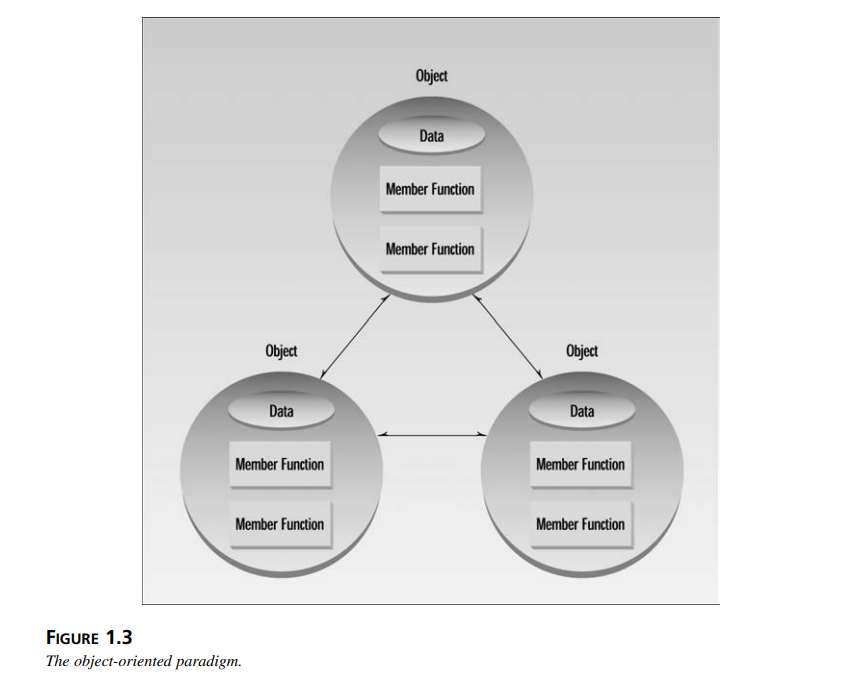 Object
Data
Member Function
Member Function
Object
Data
Member Function
Member Function
Object
Data
Member Function
Member Function
FIGURE 1.3
The object-oriented paradigm.